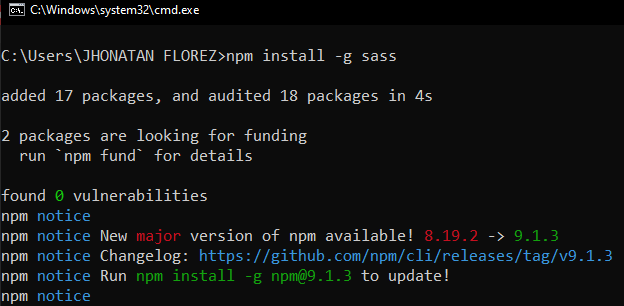 C:\Windows\system32\cmd.exe
C:\Users\JHONATAN FLOREZ>npm install -g sass
added 17 packages, and audited 18 packages in 4s
2 packages are looking for funding
  run `npm fund` for details
found 0 vulnerabilities
npm notice
npm notice New major version of npm available! 8.19.2 -> 9.1.3
npm notice Changelog: https://github.com/npm/cli/releases/tag/v9.1.3
npm notice Run npm install -g npm@9.1.3 to update!
npm notice